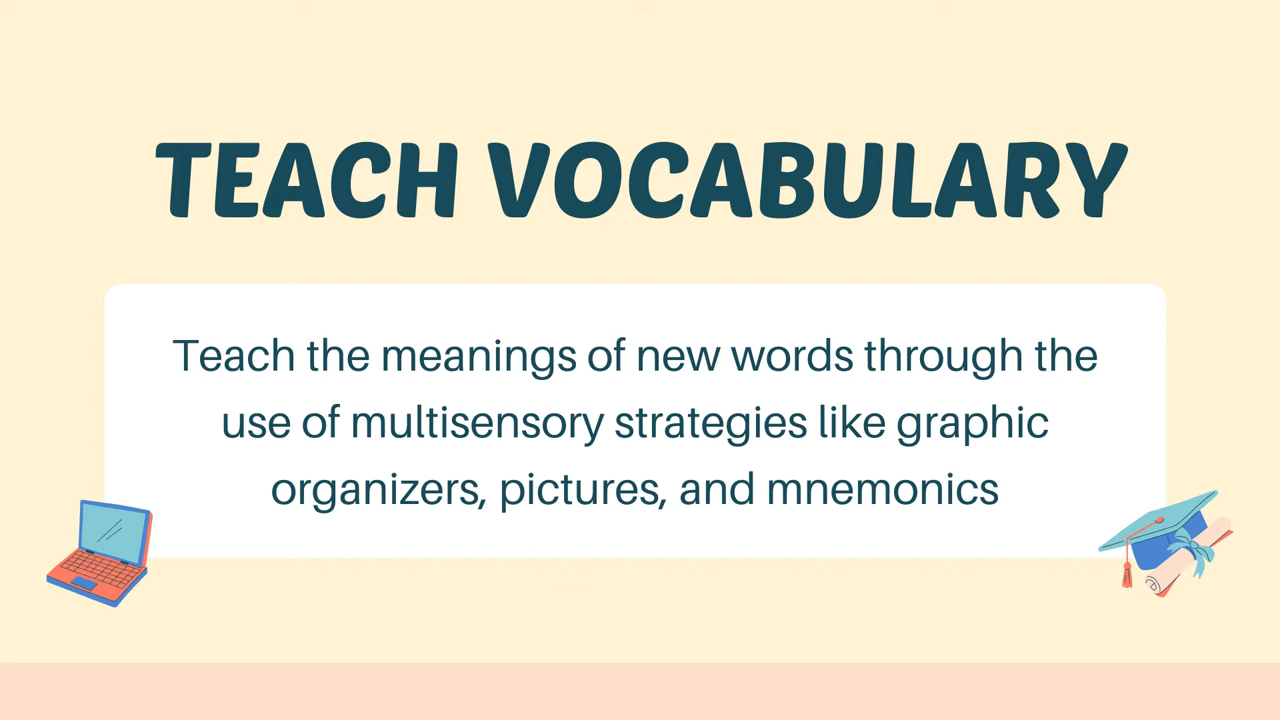 TEACH VOCABULARY
Teach the meanings of new words through the
use of multisensory strategies like graphic
organizers, pictures, and mnemonics